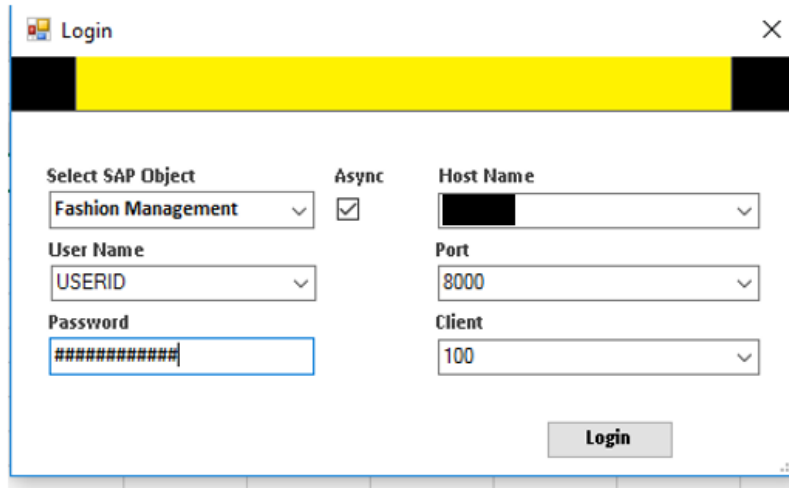 Login
Select SAP Object
Async
Host Name
Fashion Management
User Name
Port
USERID
8000
Password
Client
############
100
Login